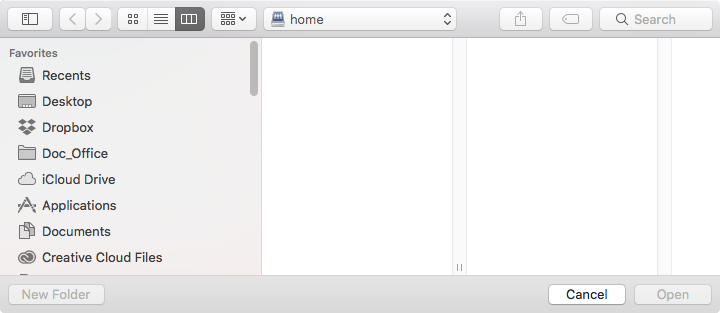 home
Search
Favorites
Recents
Desktop
Dropbox
Doc_Office
iCloud Drive
Applications
Documents
Creative Cloud Files
New Folder
Cancel
Open